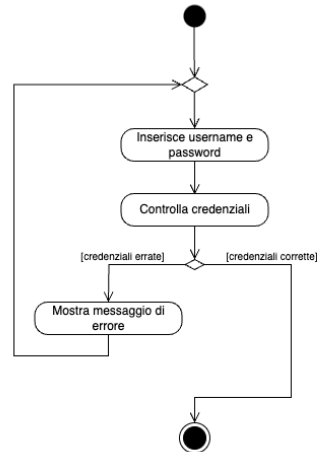 Inserisce username e
password
Controlla credenziali
[credenziali errate]
[credenziali corrette]
Mostra messaggio di
errore